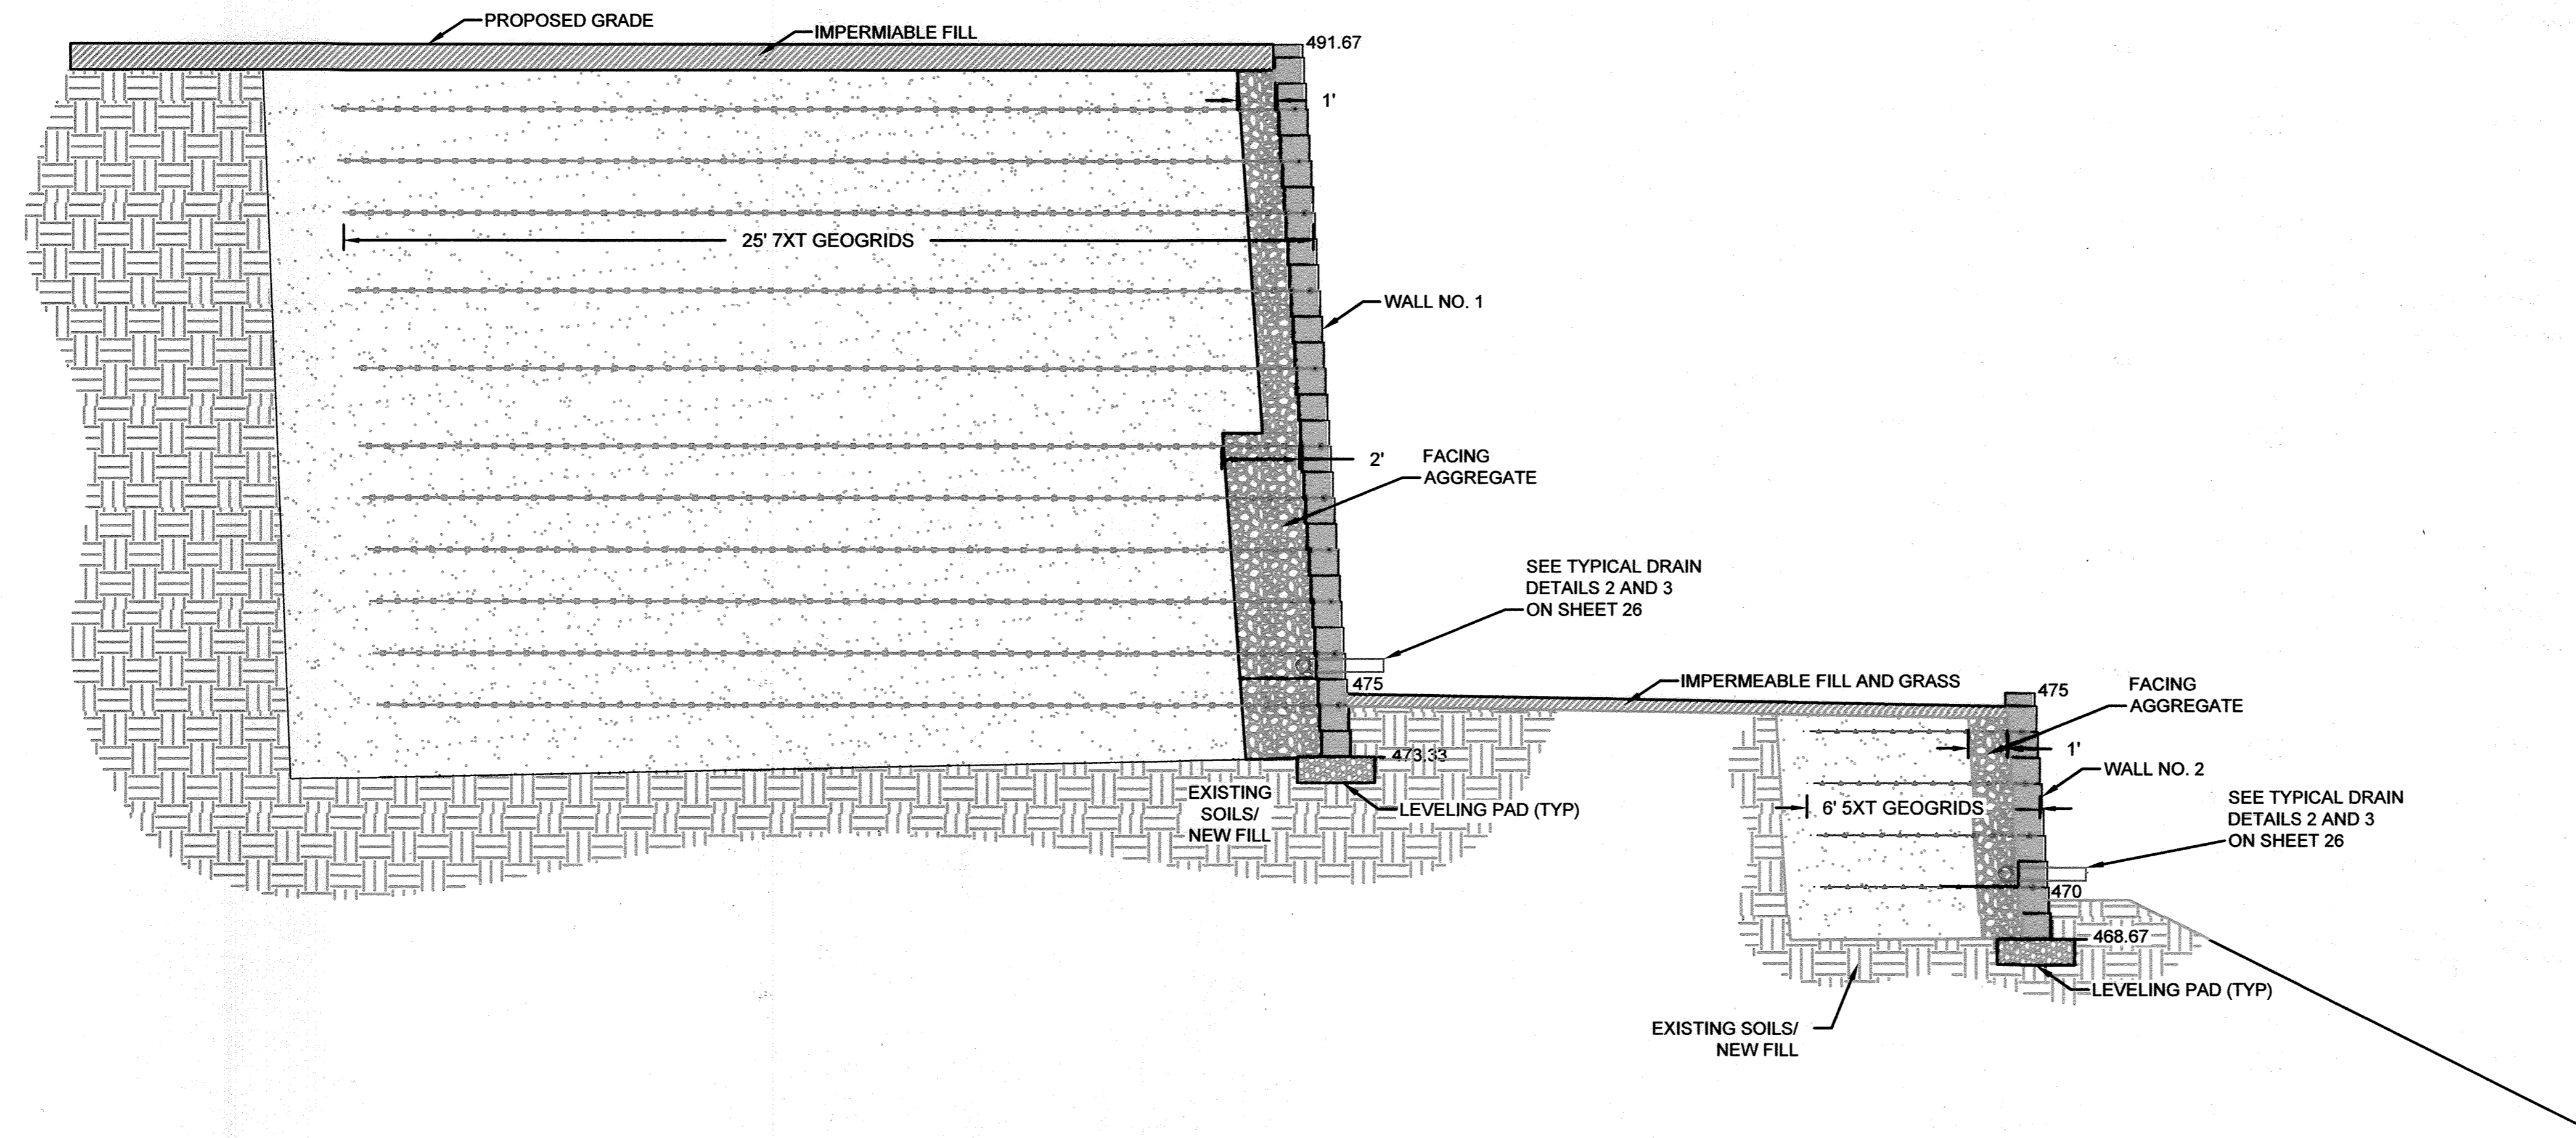 PROPOSED GRADE
IMPERMIABLE FILL
491.67
1'
25' 7XT GEOGRIDS
WALL NO. 1
2'
FACING
AGGREGATE
SEE TYPICAL DRAIN
DETAILS 2 AND 3
ON SHEET 26
475
IMPERMEABLE FILL AND GRASS
475
FACING
AGGREGATE
1'
473.33
WALL NO. 2
EXISTING
SOILS/
NEW FILL
LEVELING PAD (TYP)
6' 5XT GEOGRIDS
SEE TYPICAL DRAIN
DETAILS 2 AND 3
ON SHEET 26
470
468.67
LEVELING PAD (TYP)
EXISTING SOILS/
NEW FILL